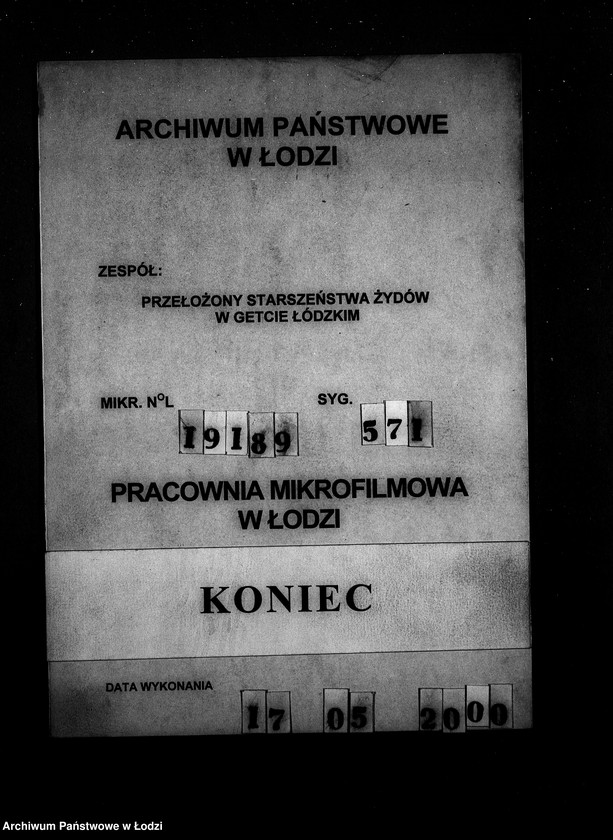 ARCHIWUM PAŃSTWOWE
W ŁODZI
ZESPÓŁ:
PRZEŁOŻONY STARSZEŃSTWA ŻYDÓW
W GETCIE ŁÓDZKIM
MIKR. NOL 19189 SYG. 571
PRACOWNIA MIKROFILMOWA
W ŁODZI
KONIEC
DATA WYKONANIA 17 05 2000
Archiwum Państwowe w Łodzi